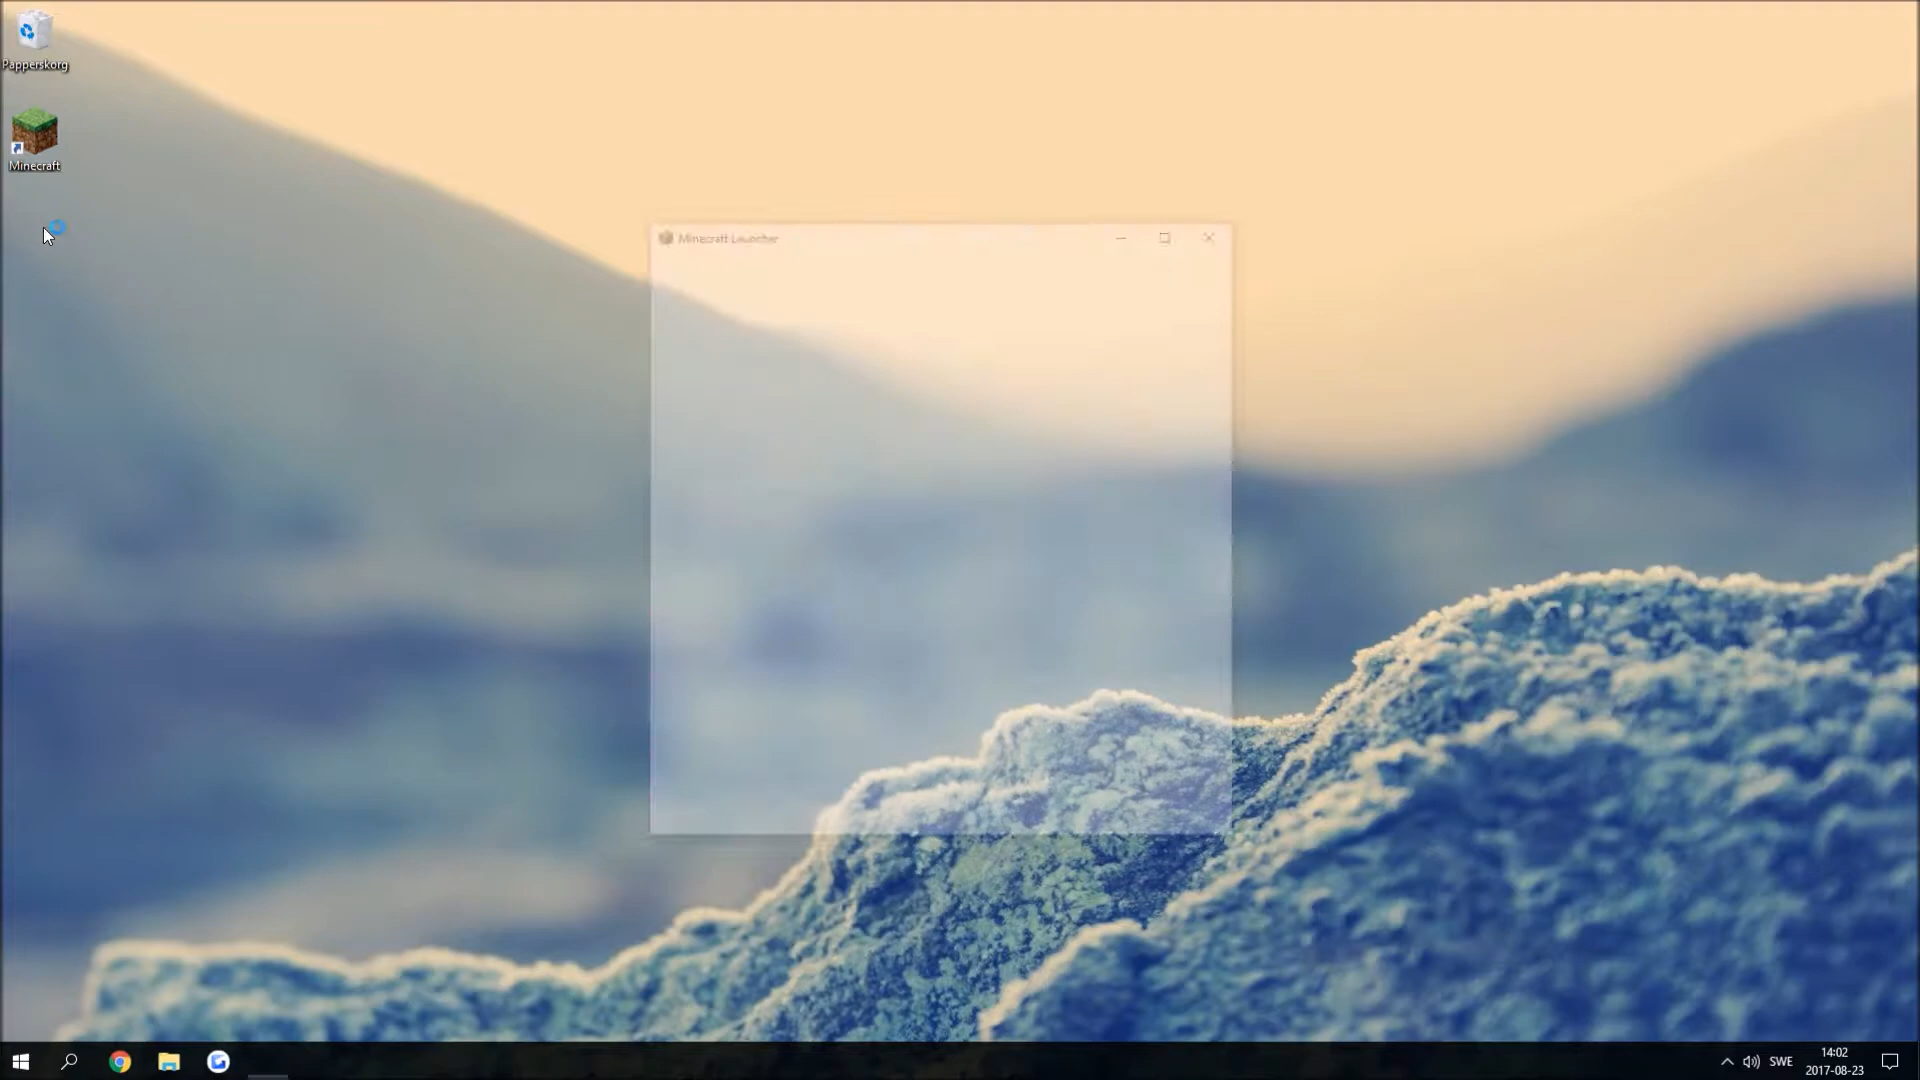 Papperskorg
Minecraft
Minecraft Launcher
SWE
14:02
2017-08-23